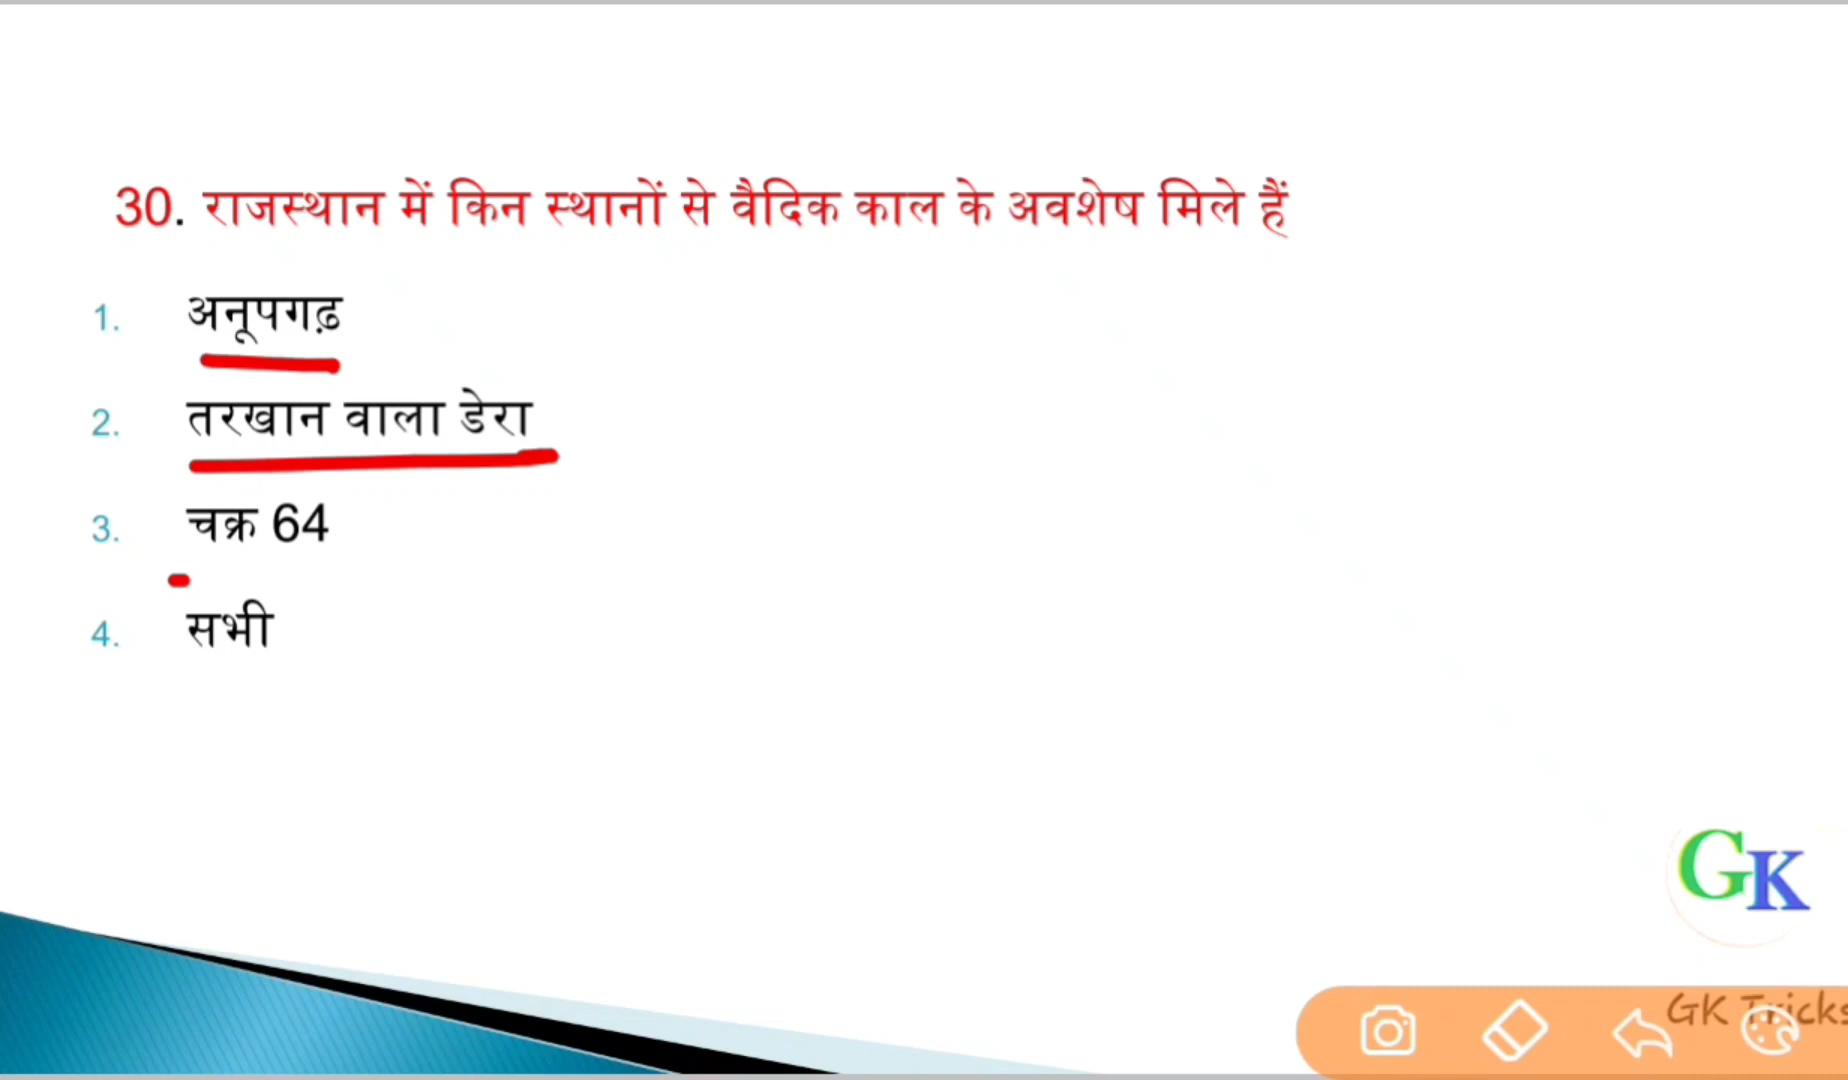 30. राजस्थान में किन स्थानों से वैदिक काल के अवशेष मिले हैं
1. अनूपगढ़
2. तरखान वाला डेरा
3. चक्र 64
4. सभी
GK
GK Tricks